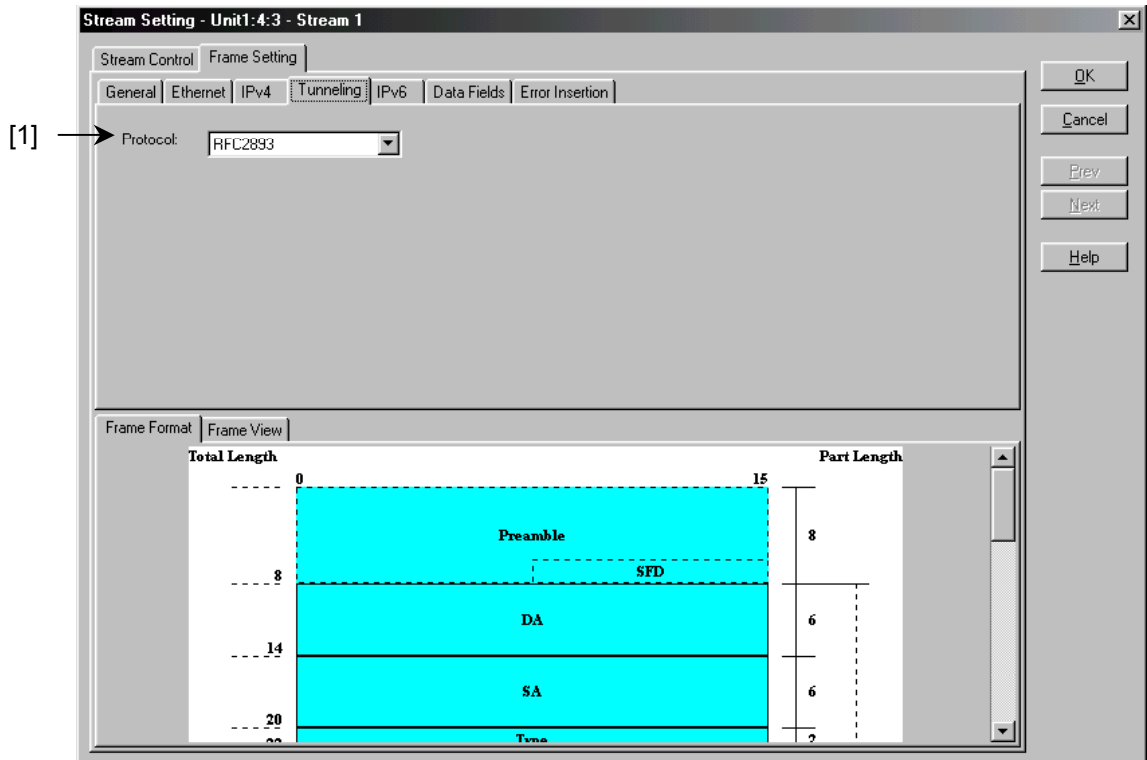 Stream Setting - Unit1:4:3 - Stream 1
Stream Control Frame Setting
General Ethernet IPv4 Tunneling IPv6 Data Fields Error Insertion
[1]
Protocol: RFC2893
OK
Cancel
Prev
Next
Help
Frame Format Frame View
Total Length Part Length
0 15
Preamble 8
SFD
8
DA 6
14
SA 6
20
Type 2
22